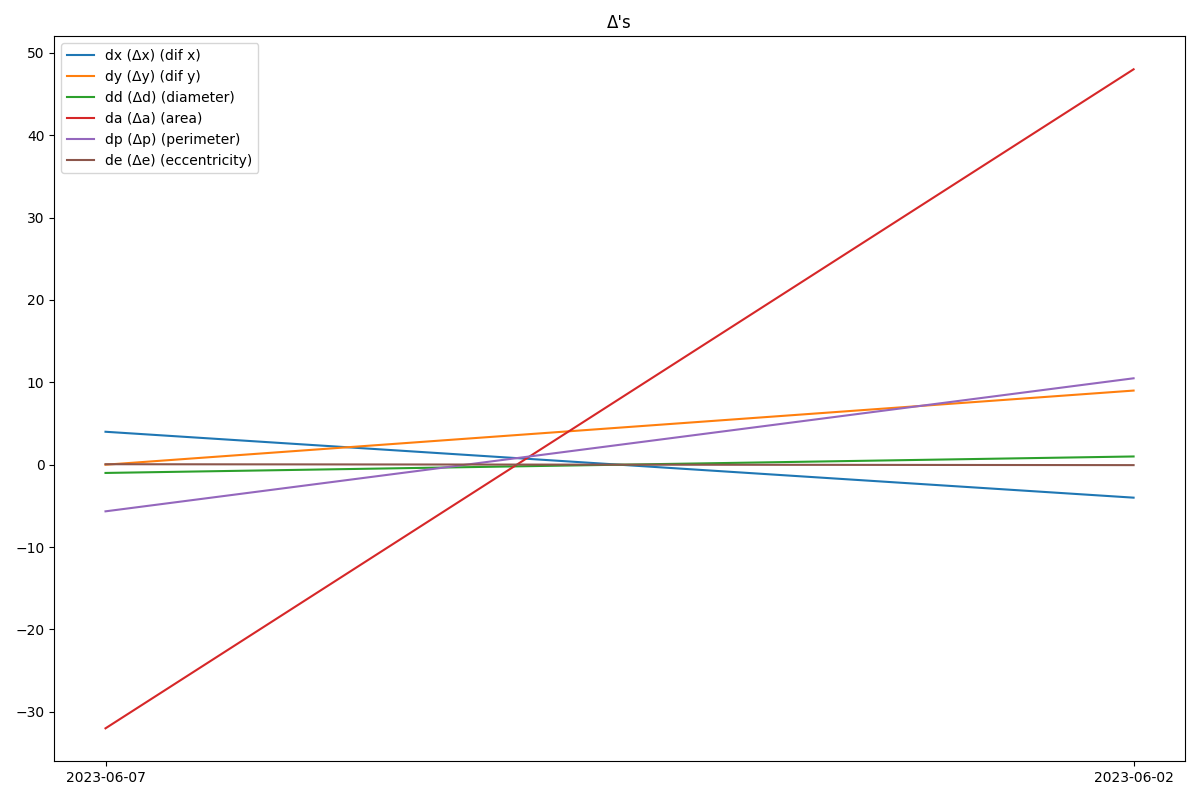 Δ's
dx (Δx) (dif x)
dy (Δy) (dif y)
dd (Δd) (diameter)
da (Δa) (area)
dp (Δp) (perimeter)
de (Δe) (eccentricity)
50
40
30
20
10
0
−10
−20
−30
2023-06-07 2023-06-02